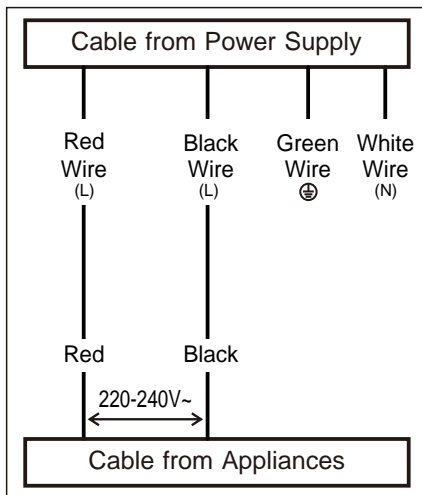 Cable from Power Supply
Red
Wire
(L)
Black
Wire
(L)
Green
Wire
White
Wire
(N)
Red
Black
220-240V~
Cable from Appliances